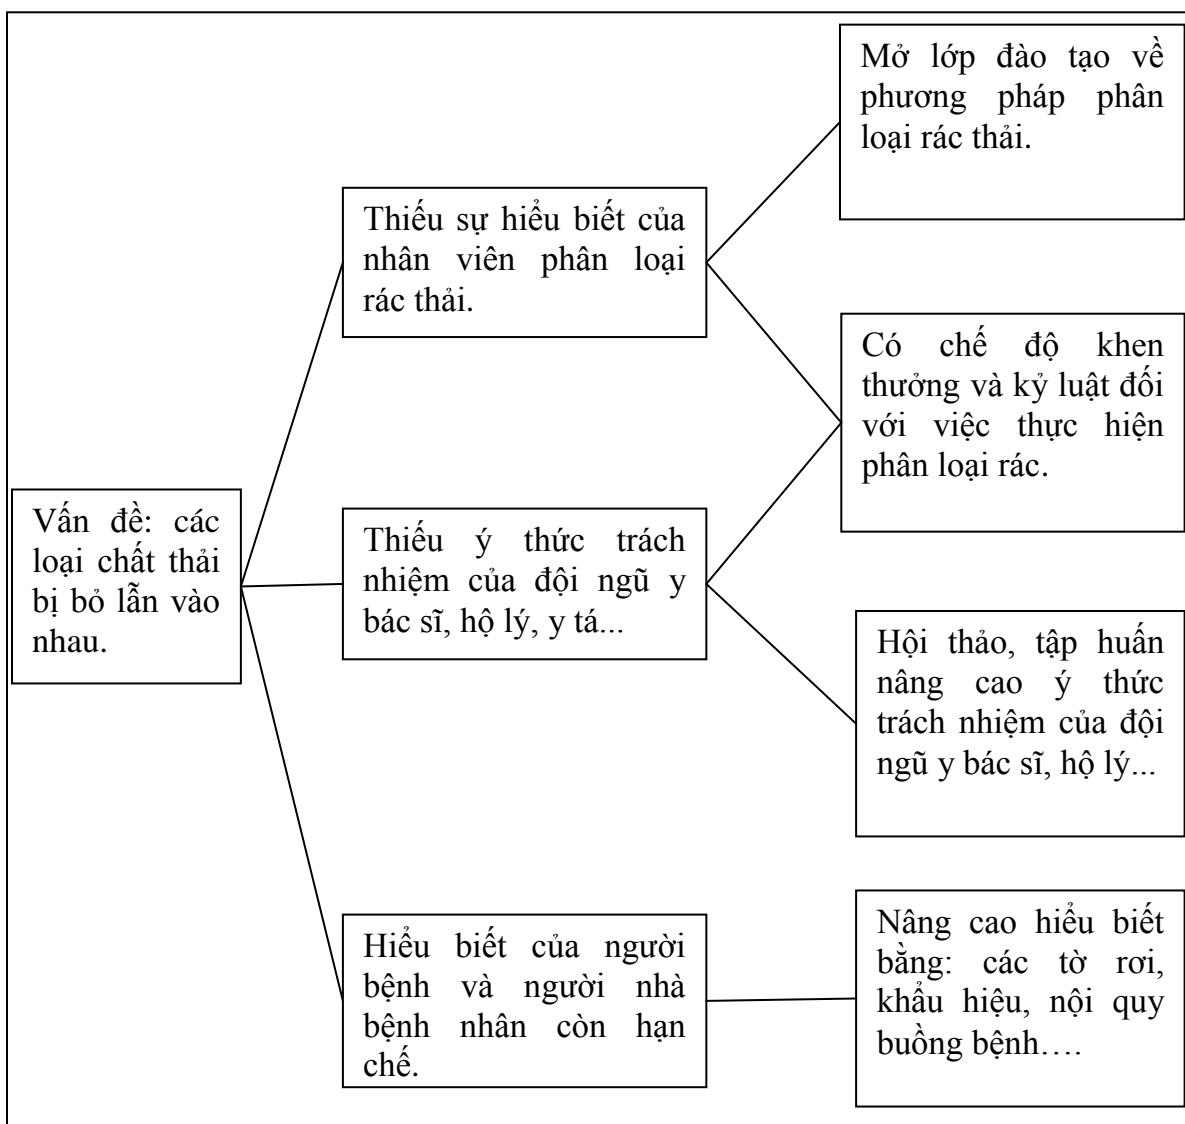 Mở lớp đào tạo về
phương pháp phân
loại rác thải.
Thiếu sự hiểu biết của
nhân viên phân loại
rác thải.
Có chế độ khen
thưởng và kỷ luật đối
với việc thực hiện
phân loại rác.
Vấn đề: các
loại chất thải
bị bỏ lẫn vào
nhau.
Thiếu ý thức trách
nhiệm của đội ngũ y
bác sĩ, hộ lý, y tá...
Hội thảo, tập huấn
nâng cao ý thức
trách nhiệm của đội
ngũ y bác sĩ, hộ lý...
Hiểu biết của người
bệnh và người nhà
bệnh nhân còn hạn
chế.
Nâng cao hiểu biết
bằng: các tờ rơi,
khẩu hiệu, nội quy
buồng bệnh….